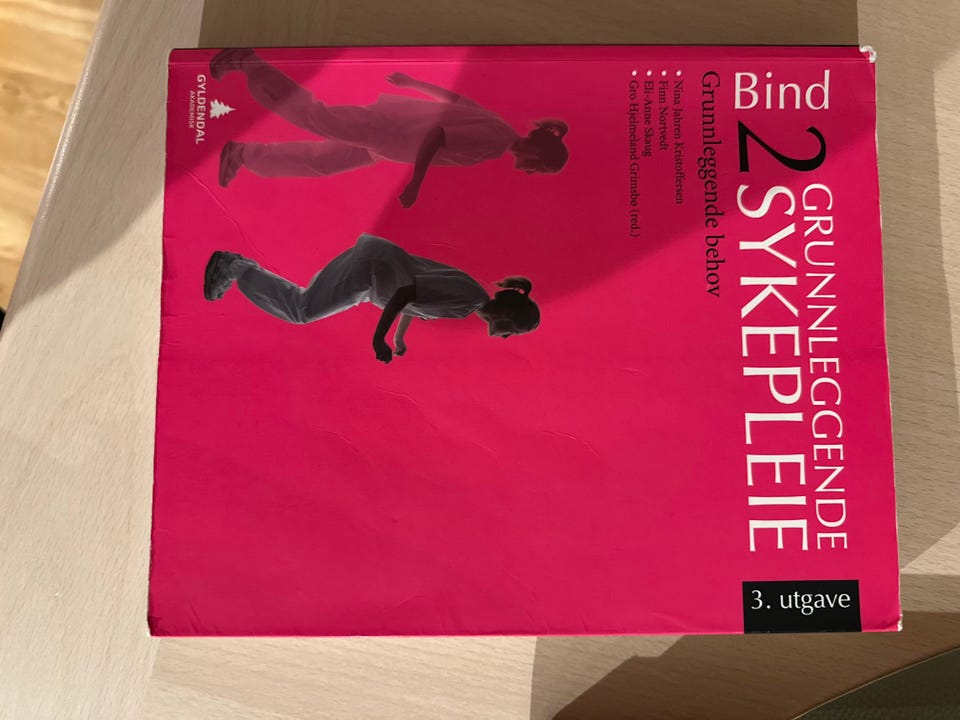 Bind
2 GRUNNLEGGENDE
SYKEPLEIE
3. utgave
Grunnleggende behov
• Nina Jahren Kristoffersen
• Finn Nortvedt
• Eli-Anne Skaug
• Gro Hjelmeland Grimsbø (red.)
GYLDENDAL
AKADEMISK